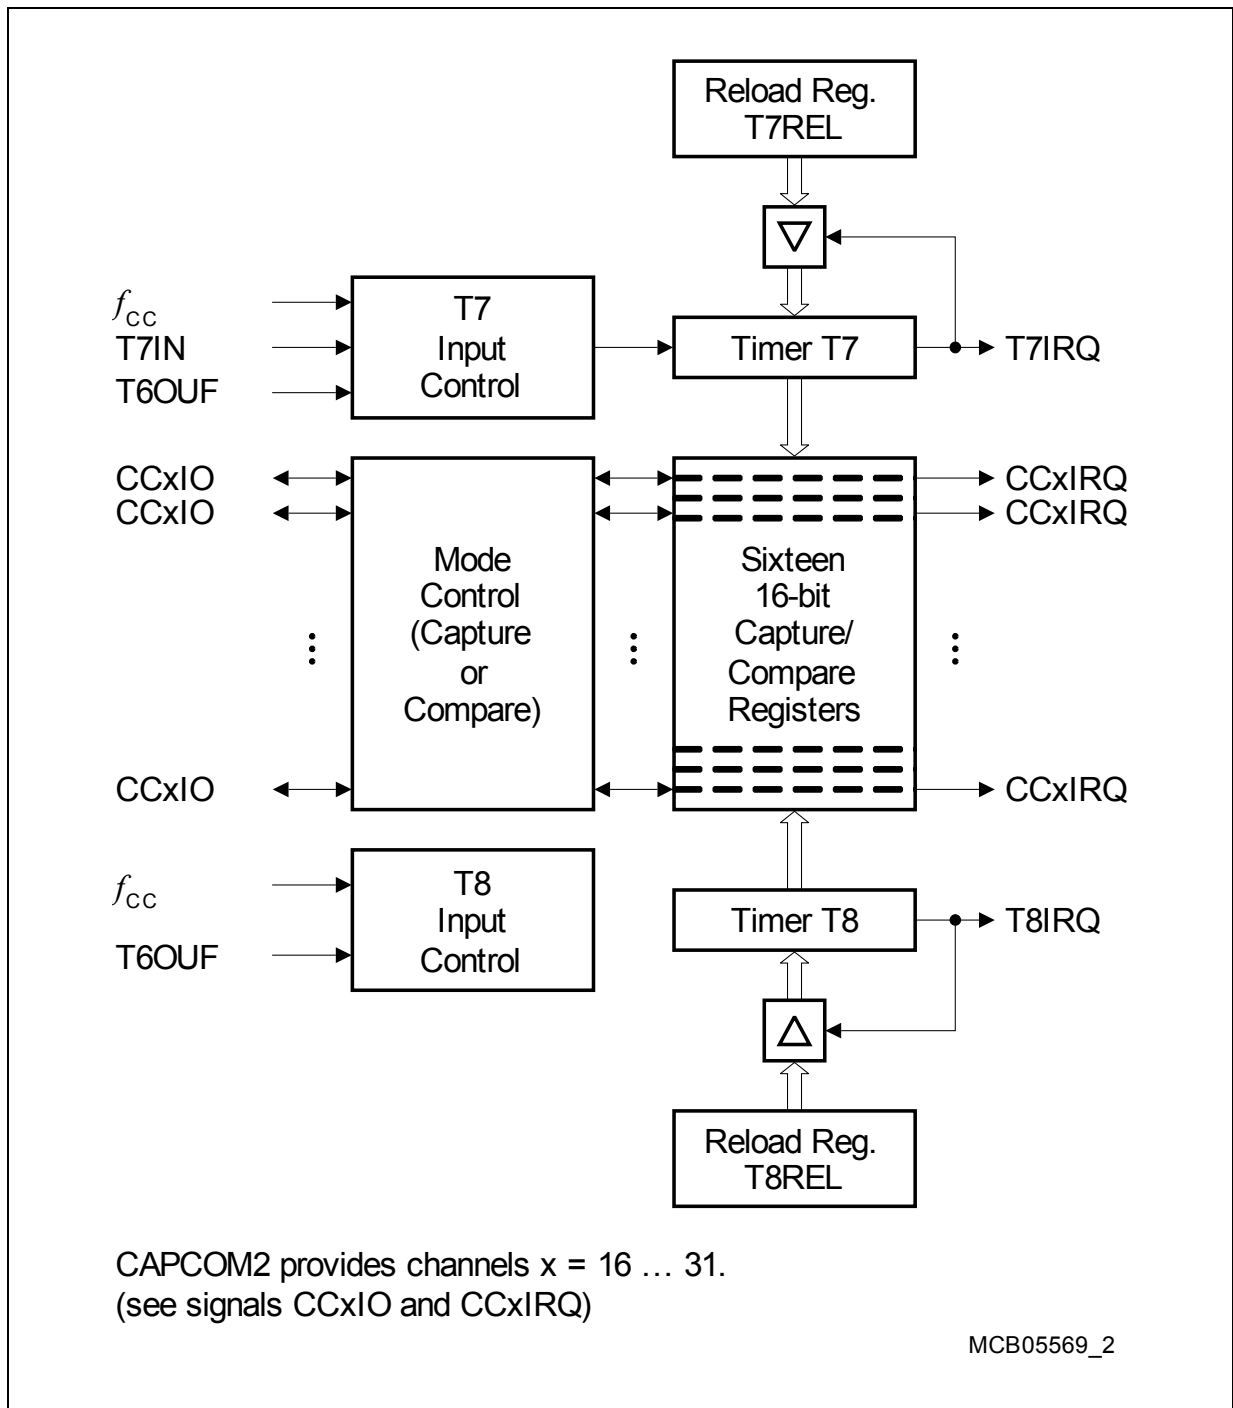 Reload Reg.
T7REL
fCC
T7IN
T6OUF
T7
Input
Control
Timer T7
T7IRQ
CCxIO
CCxIO
CCxIRQ
CCxIRQ
Mode
Control
(Capture
or
Compare)
Sixteen
16-bit
Capture/
Compare
Registers
CCxIO
CCxIRQ
fCC
T6OUF
T8
Input
Control
Timer T8
T8IRQ
Reload Reg.
T8REL
CAPCOM2 provides channels x = 16 … 31.
(see signals CCxIO and CCxIRQ)
MCB05569_2